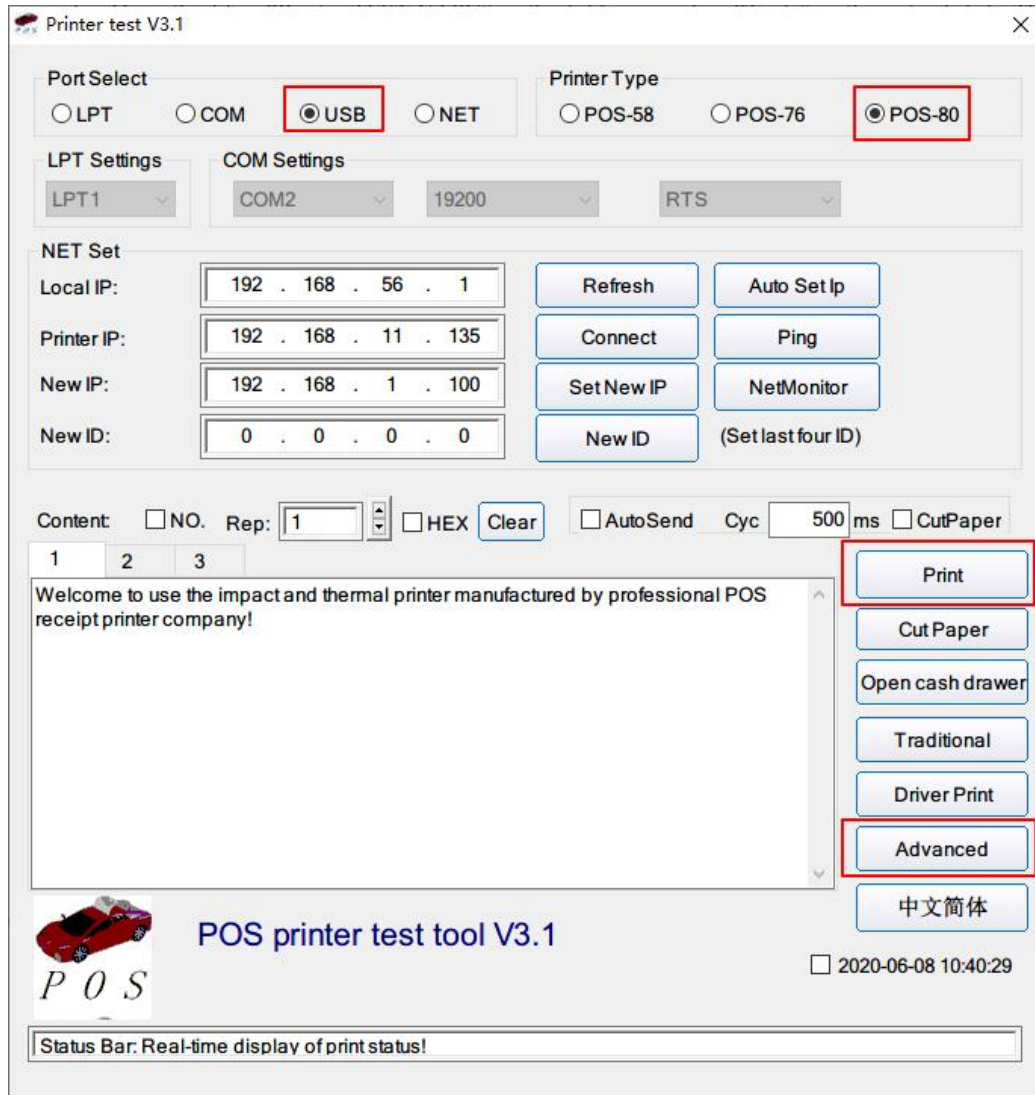 Printer test V3.1
Port Select
LPT COM USB NET
Printer Type
POS-58 POS-76 POS-80
LPT Settings
LPT1
COM Settings
COM2 19200 RTS
NET Set
Local IP: 192 . 168 . 56 . 1 Refresh Auto Set Ip
Printer IP: 192 . 168 . 11 . 135 Connect Ping
New IP: 192 . 168 . 1 . 100 Set New IP NetMonitor
New ID: 0 . 0 . 0 . 0 New ID (Set last four ID)
Content: NO. Rep: 1 HEX Clear AutoSend Cyc 500 ms CutPaper
1 2 3
Welcome to use the impact and thermal printer manufactured by professional POS
receipt printer company!
Print
Cut Paper
Open cash drawer
Traditional
Driver Print
Advanced
中文简体
POS
POS printer test tool V3.1
2020-06-08 10:40:29
Status Bar: Real-time display of print status!